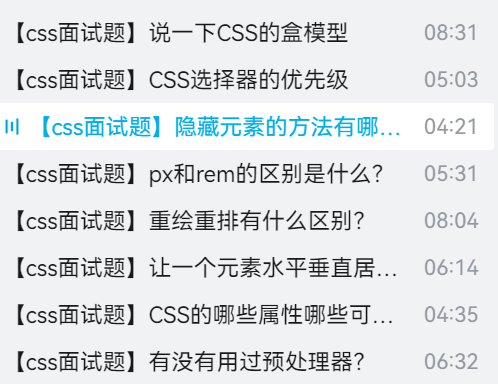 【css面试题】说一下CSS的盒模型 08:31
【css面试题】CSS选择器的优先级 05:03
【css面试题】隐藏元素的方法有哪... 04:21
【css面试题】px和rem的区别是什么? 05:31
【css面试题】重绘重排有什么区别? 08:04
【css面试题】让一个元素水平垂直居... 06:14
【css面试题】CSS的哪些属性哪些可... 04:35
【css面试题】有没有用过预处理器? 06:32